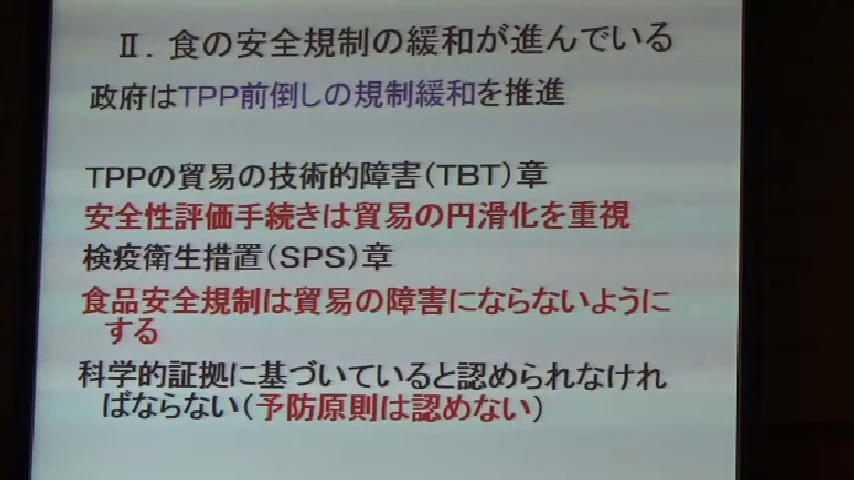 Ⅱ．食の安全規制の緩和が進んでいる
政府はTPP前倒しの規制緩和を推進
TPPの貿易の技術的障害（TBT）章
安全性評価手続きは貿易の円滑化を重視
検疫衛生措置（SPS）章
食品安全規制は貿易の障害にならないように
する
科学的証拠に基づいていると認められなけれ
ばならない（予防原則は認めない）